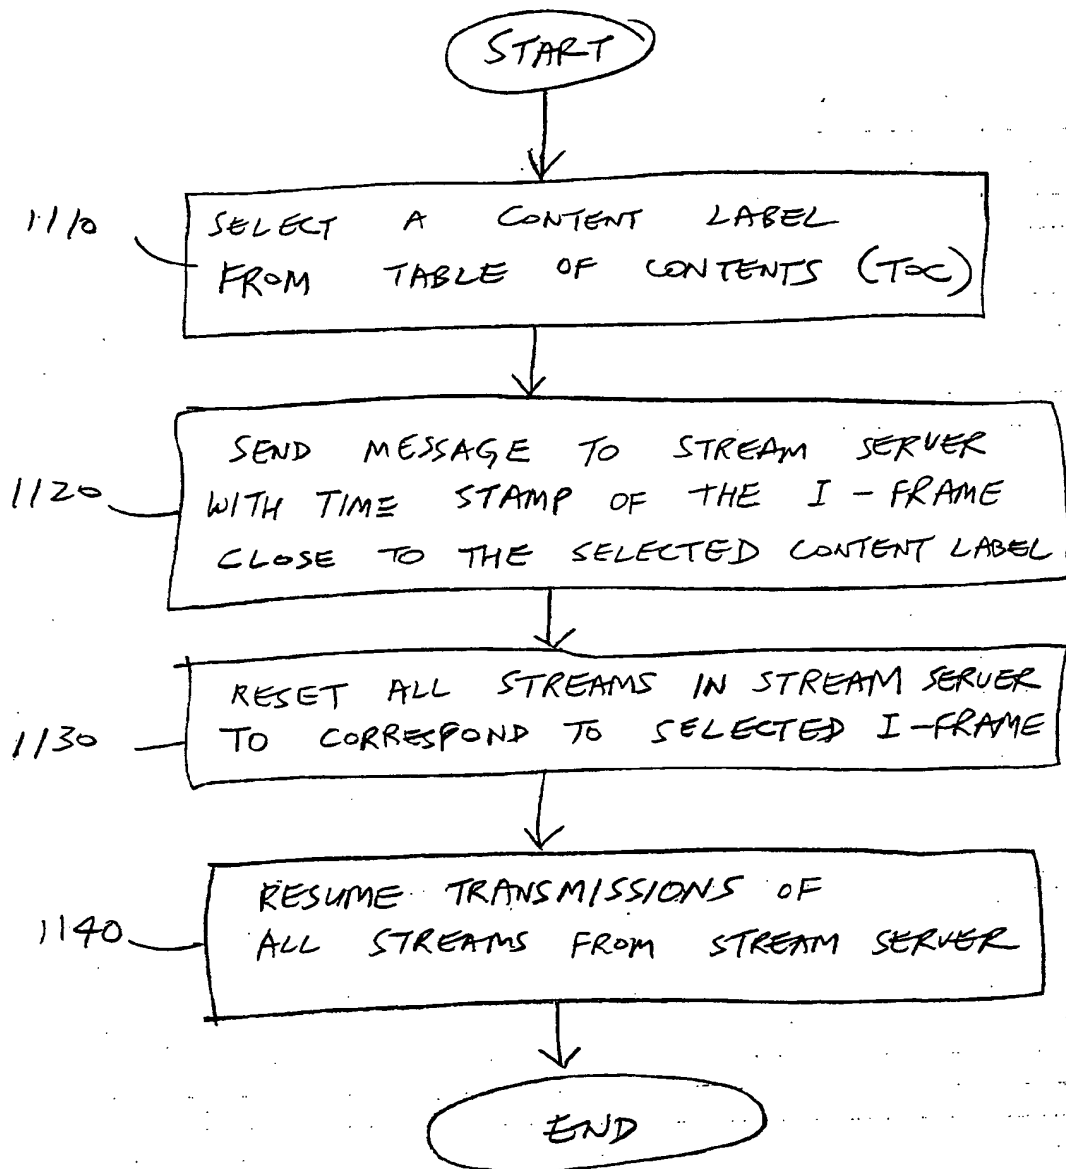 START
1110
SELECT A CONTENT LABEL
FROM TABLE OF CONTENTS (TOC)
1120
SEND MESSAGE TO STREAM SERVER
WITH TIME STAMP OF THE I-FRAME
CLOSE TO THE SELECTED CONTENT LABEL.
1130
RESET ALL STREAMS IN STREAM SERVER
TO CORRESPOND TO SELECTED I-FRAME
1140
RESUME TRANSMISSIONS OF
ALL STREAMS FROM STREAM SERVER
END